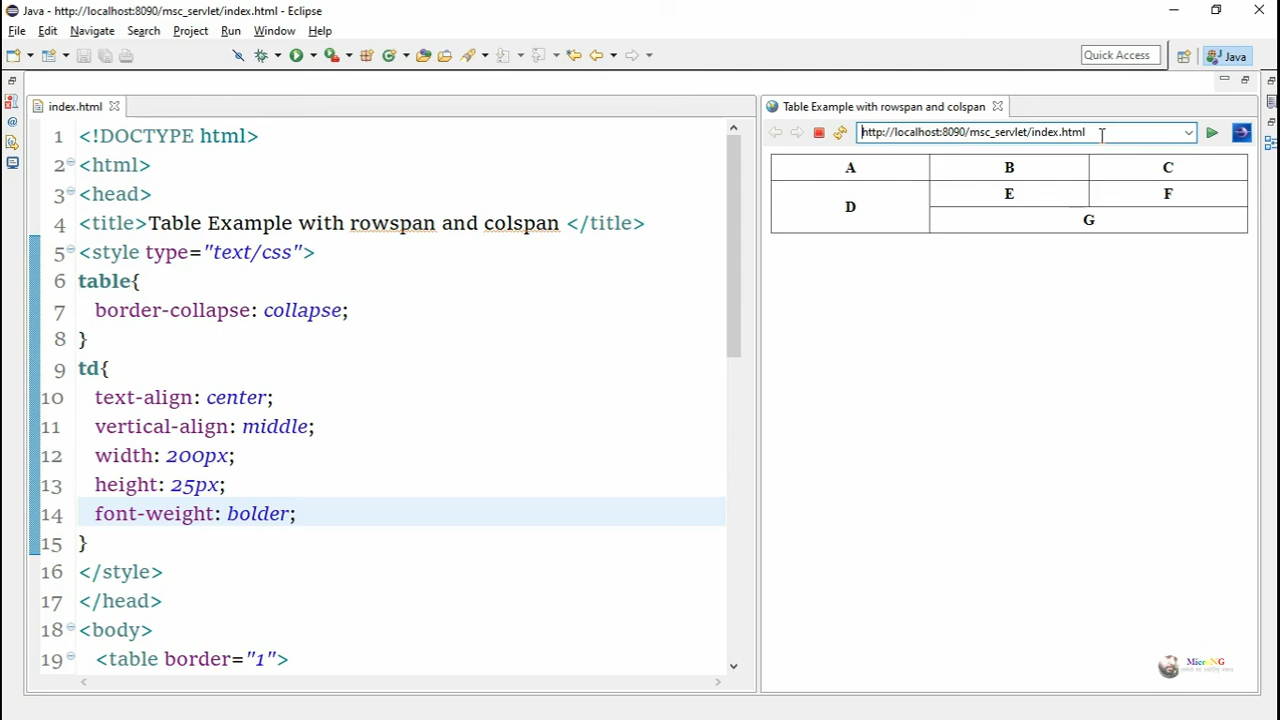 Java - http://localhost:8090/msc_servlet/index.html - Eclipse
File Edit Navigate Search Project Run Window Help
Quick Access
Java
index.html
1 <!DOCTYPE html>
2 <html>
3 <head>
4 <title>Table Example with rowspan and colspan </title>
5 <style type="text/css">
6 table{
7 border-collapse: collapse;
8 }
9 td{
10 text-align: center;
11 vertical-align: middle;
12 width: 200px;
13 height: 25px;
14 font-weight: bolder;
15 }
16 </style>
17 </head>
18 <body>
19 <table border="1">
Table Example with rowspan and colspan
http://localhost:8090/msc_servlet/index.html
A B C
D E F
G
MicroNG